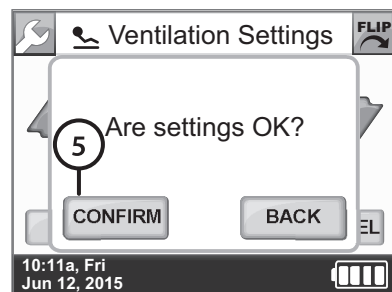 Ventilation Settings
FLIP
Are settings OK?
5
CONFIRM
BACK
EL
10:11a, Fri
Jun 12, 2015